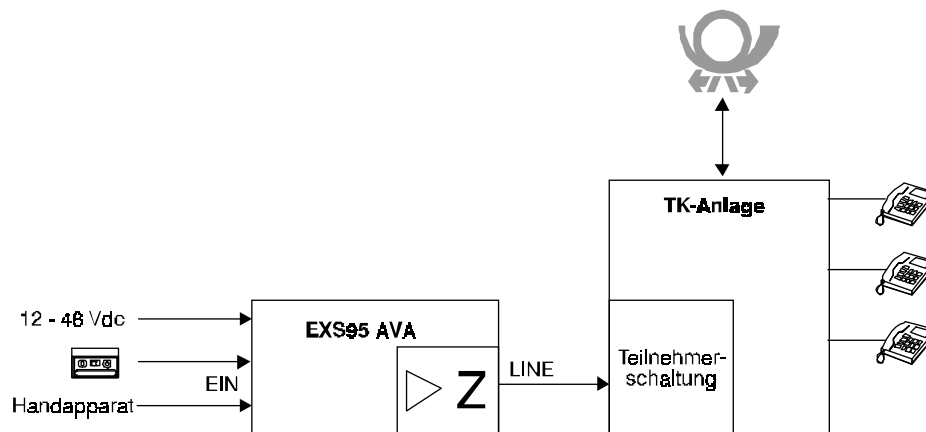 TK-Anlage
12 - 48 Vdc
EXS95 AVA
EIN
Handapparat
Z
LINE
Teilnehmer-
schaltung